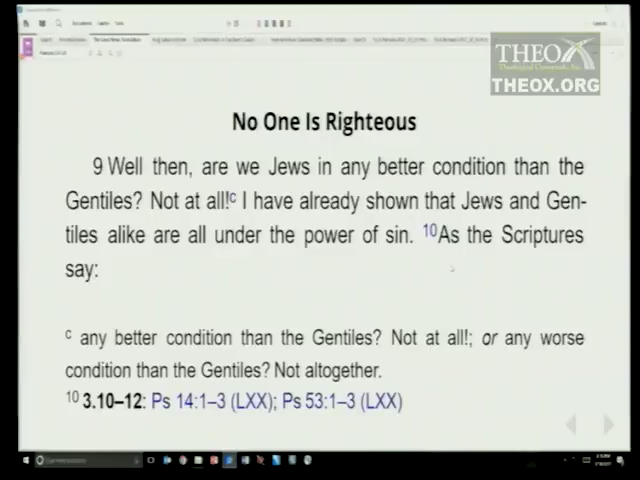 THEOX
THEOX.ORG
No One Is Righteous
9 Well then, are we Jews in any better condition than the
Gentiles? Not at all!c I have already shown that Jews and Gen-
tiles alike are all under the power of sin. 10As the Scriptures
say:
c any better condition than the Gentiles? Not at all!; or any worse
condition than the Gentiles? Not altogether.
10 3.10–12: Ps 14:1–3 (LXX); Ps 53:1–3 (LXX)